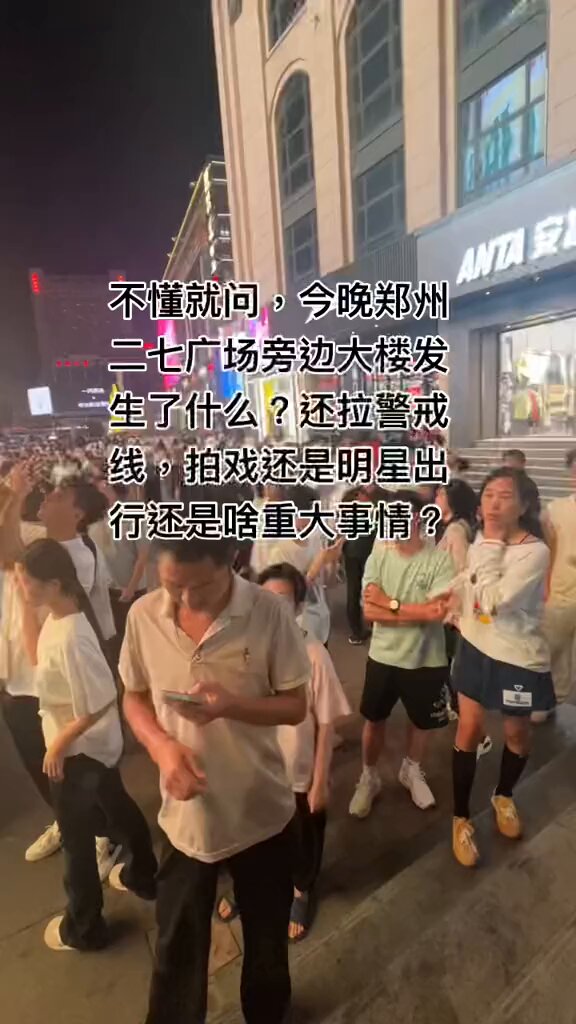 ANTA 安
不懂就问，今晚郑州
二七广场旁边大楼发
生了什么？还拉警戒
线，拍戏还是明星出
行还是啥重大事情？